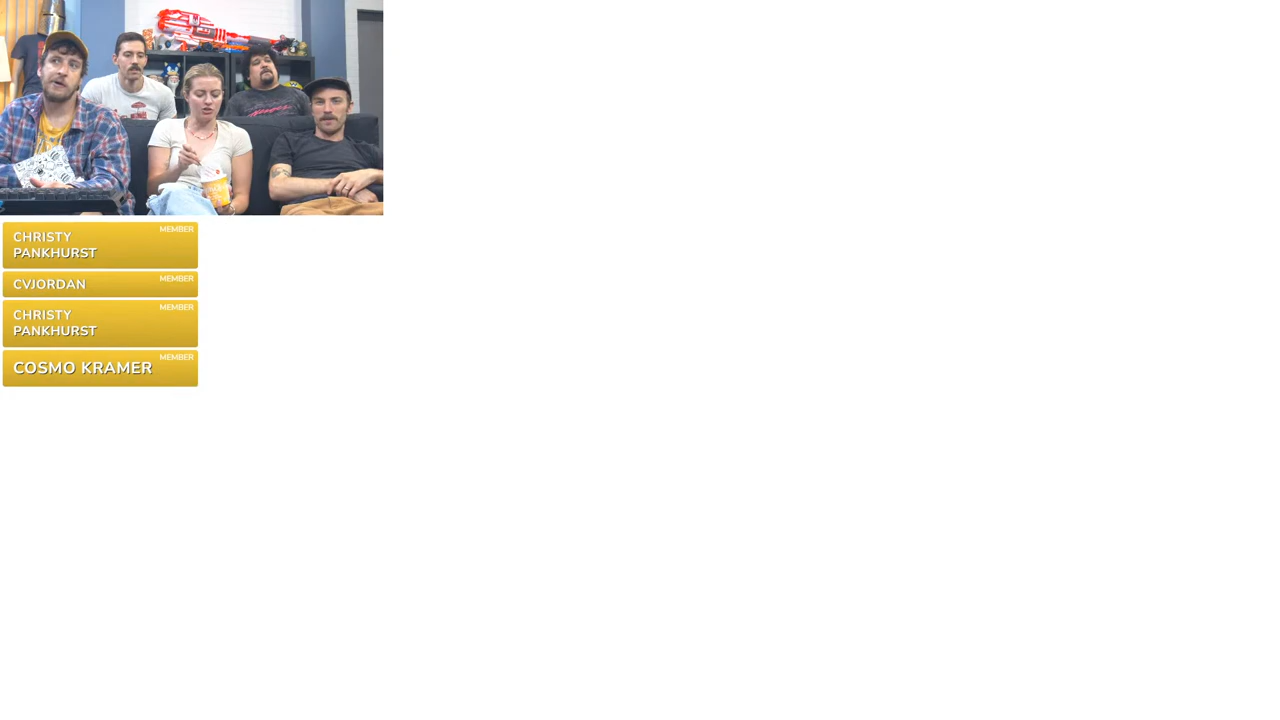 CHRISTY
PANKHURST
MEMBER
CVJORDAN
MEMBER
CHRISTY
PANKHURST
MEMBER
COSMO KRAMER
MEMBER